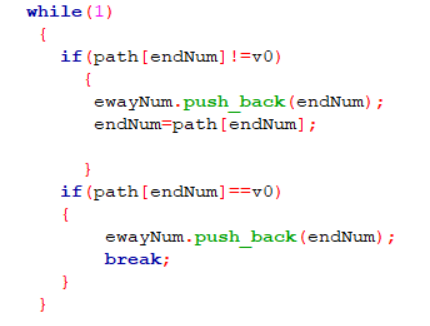 while(1)
{
if(path[endNum]!=v0)
{
ewayNum.push_back(endNum);
endNum=path[endNum];
}
if(path[endNum]==v0)
{
ewayNum.push_back(endNum);
break;
}
}